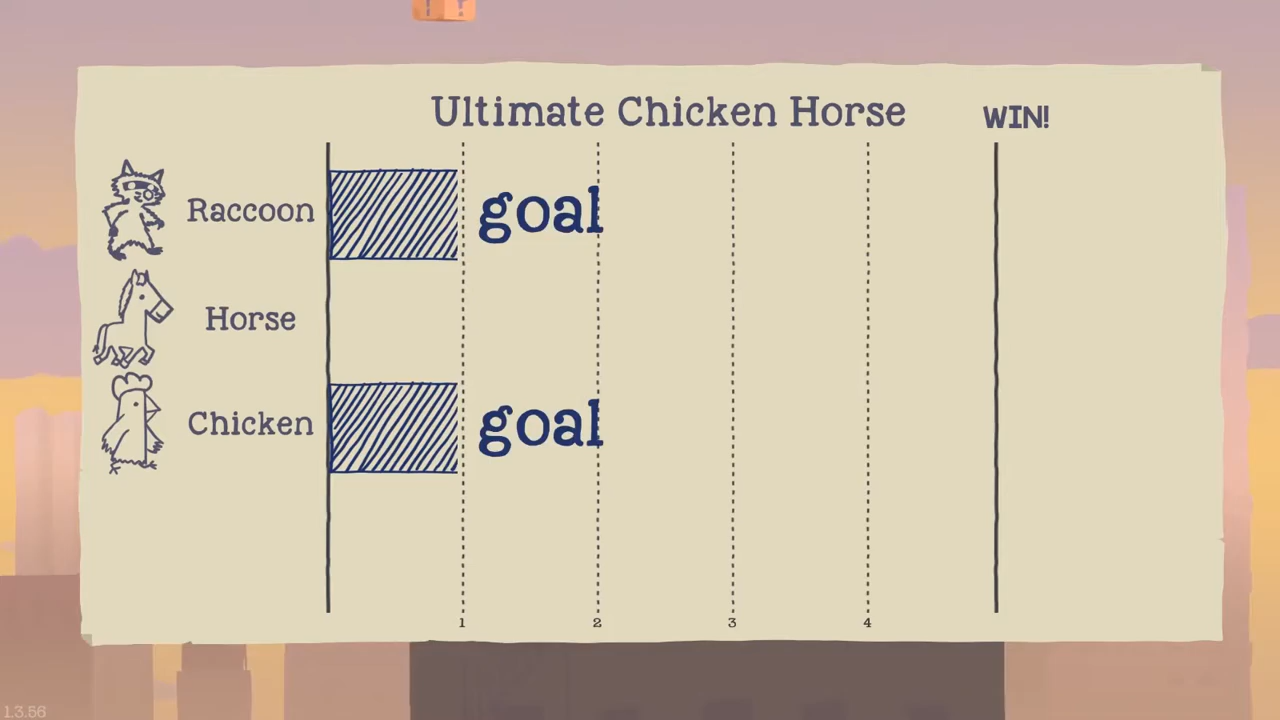 Ultimate Chicken Horse
WIN!
Raccoon
goal
Horse
Chicken
goal
1
2
3
4
1.3.56